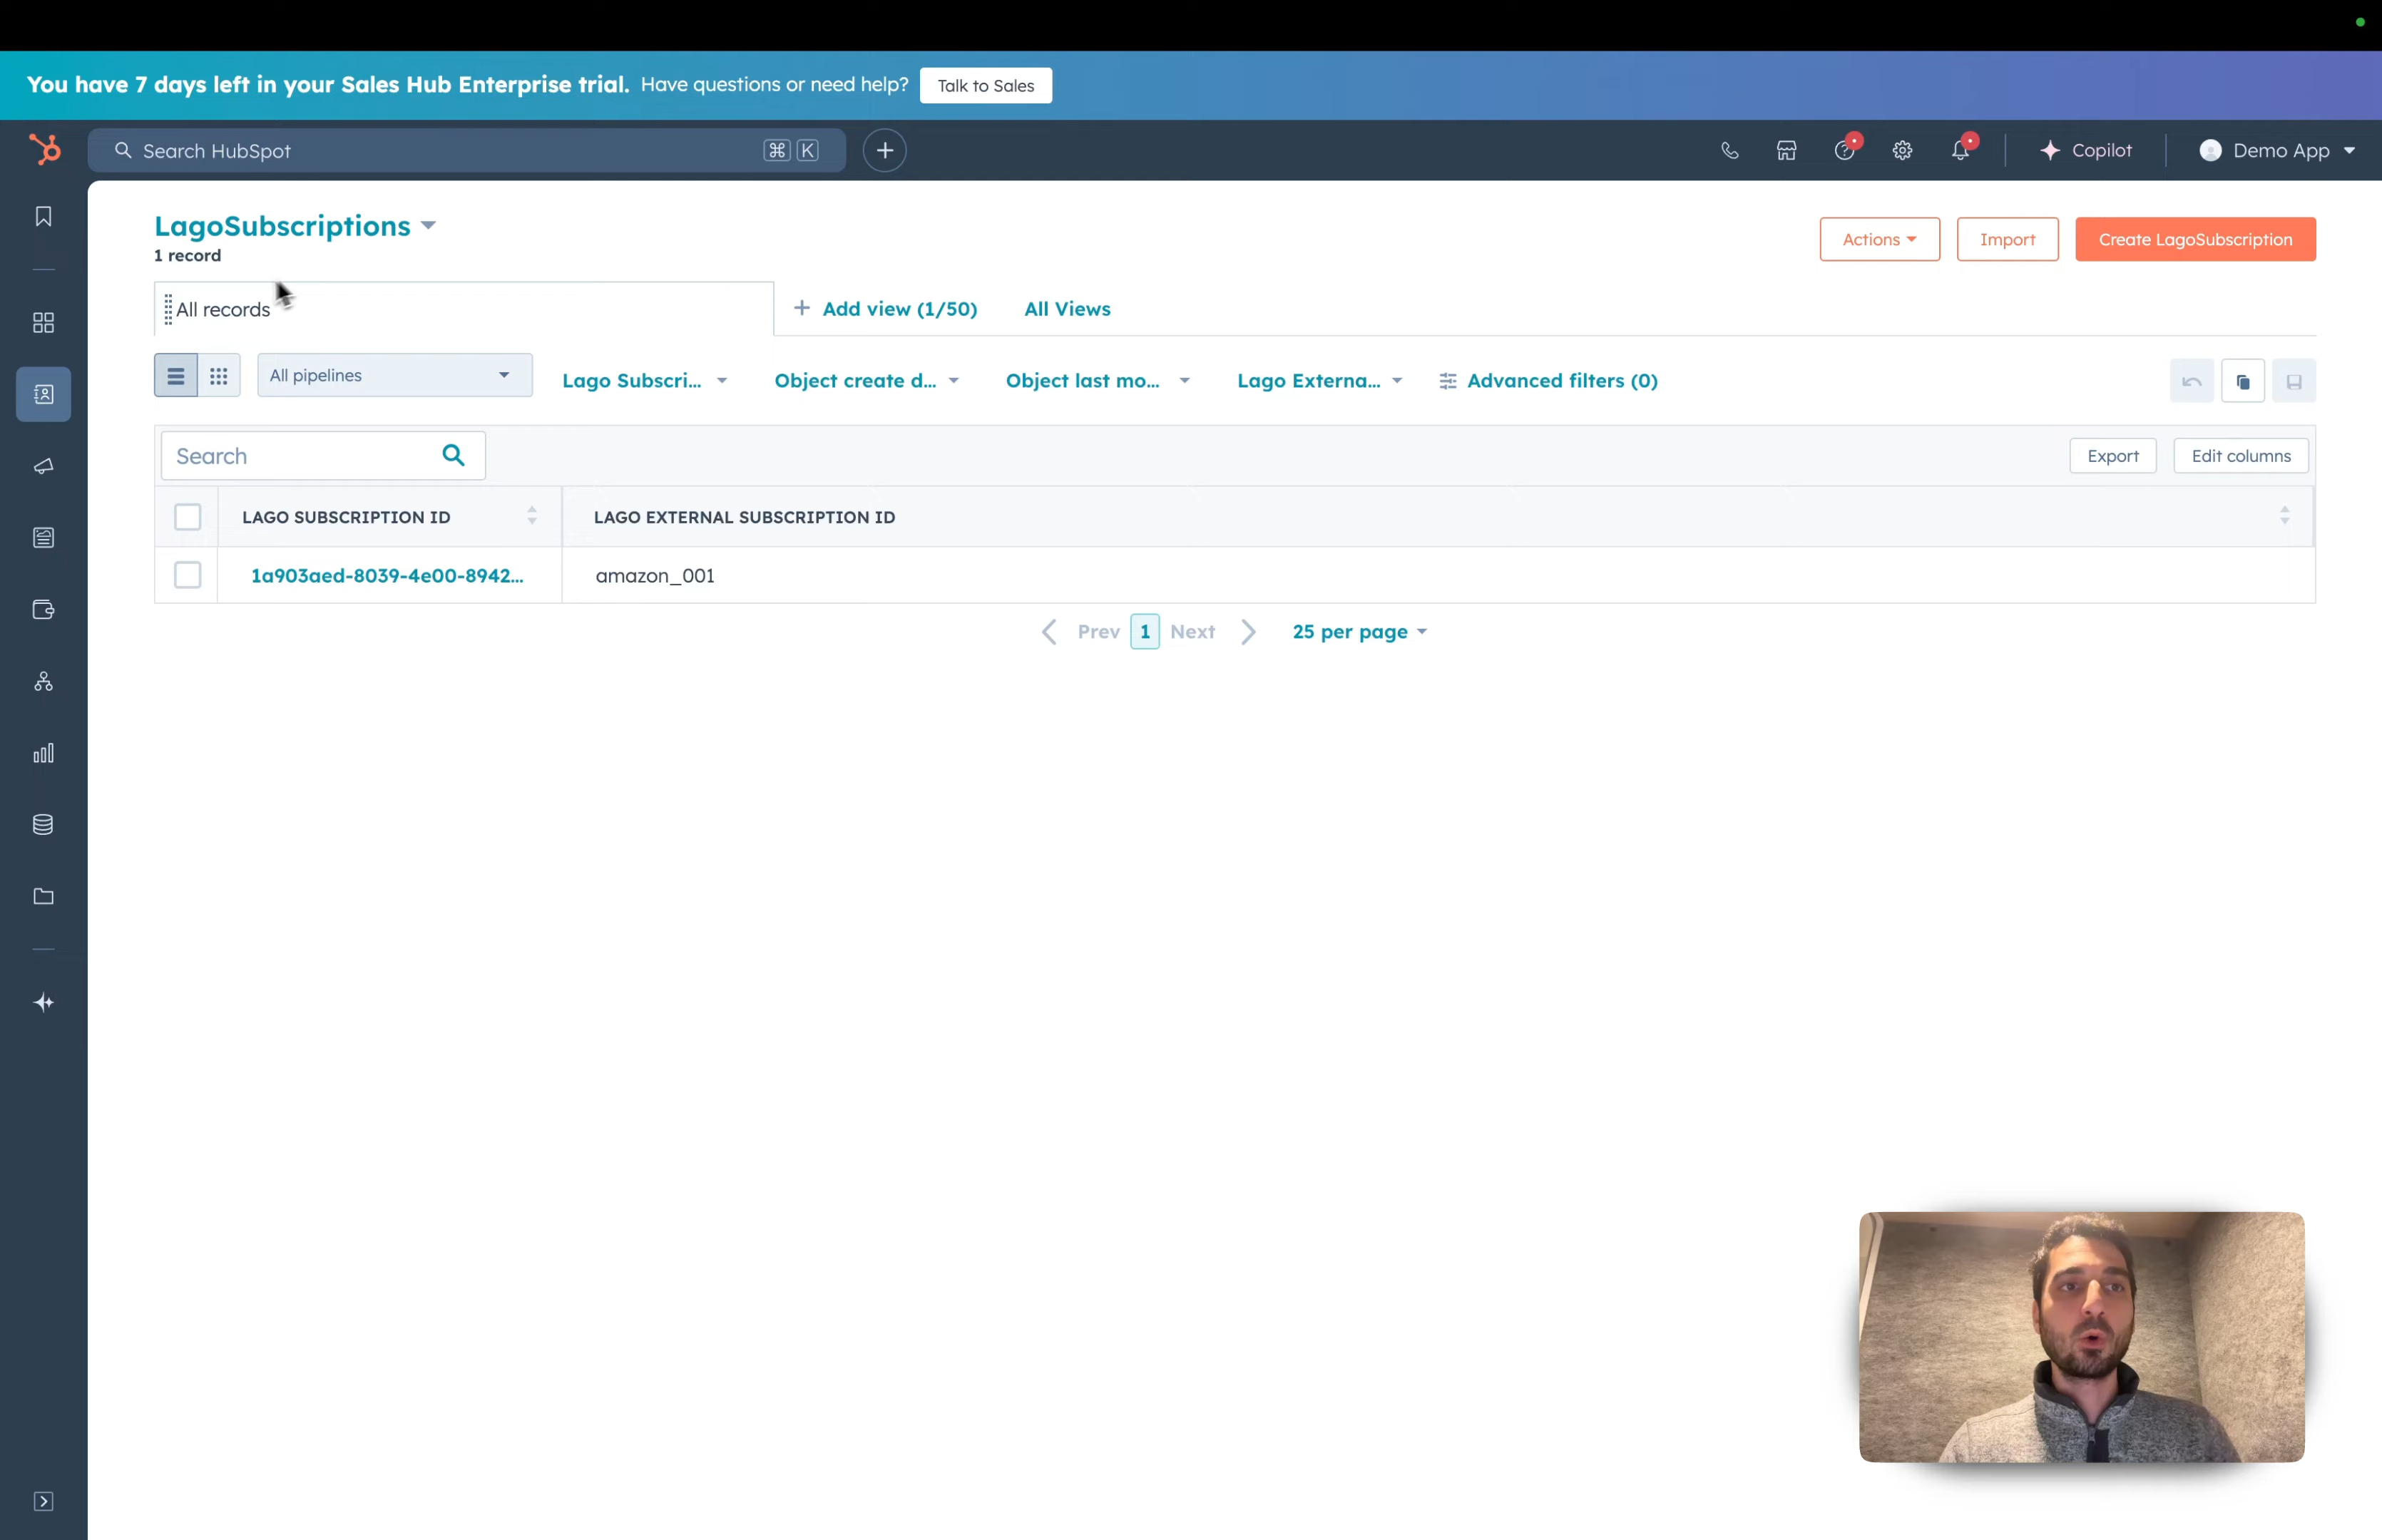 You have 7 days left in your Sales Hub Enterprise trial. Have questions or need help? Talk to Sales
Search HubSpot ⌘ K Copilot Demo App
LagoSubscriptions
1 record
Actions Import Create LagoSubscription
All records + Add view (1/50) All Views
All pipelines Lago Subscri... Object create d... Object last mo... Lago Externa... Advanced filters (0)
Search Export Edit columns
LAGO SUBSCRIPTION ID LAGO EXTERNAL SUBSCRIPTION ID
1a903aed-8039-4e00-8942... amazon_001
Prev 1 Next 25 per page